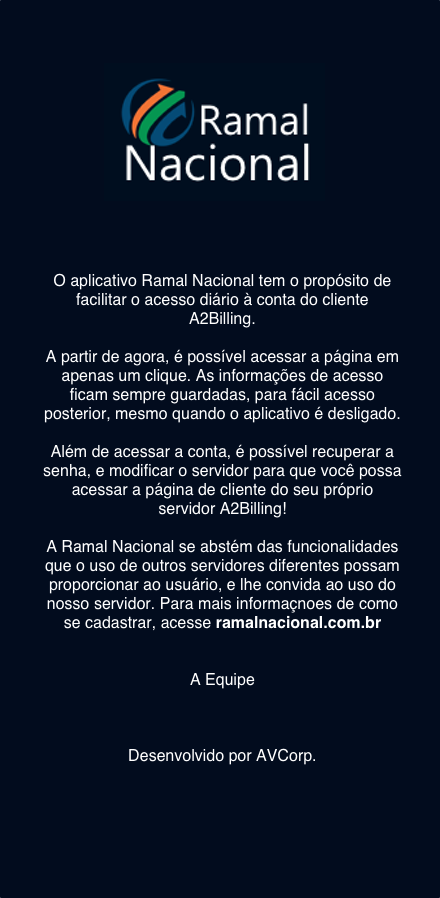 Ramal
Nacional
O aplicativo Ramal Nacional tem o propósito de
facilitar o acesso diário à conta do cliente
A2Billing.
A partir de agora, é possível acessar a página em
apenas um clique. As informações de acesso
ficam sempre guardadas, para fácil acesso
posterior, mesmo quando o aplicativo é desligado.
Além de acessar a conta, é possível recuperar a
senha, e modificar o servidor para que você possa
acessar a página de cliente do seu próprio
servidor A2Billing!
A Ramal Nacional se abstém das funcionalidades
que o uso de outros servidores diferentes possam
proporcionar ao usuário, e lhe convida ao uso do
nosso servidor. Para mais informaçnoes de como
se cadastrar, acesse ramalnacional.com.br
A Equipe
Desenvolvido por AVCorp.